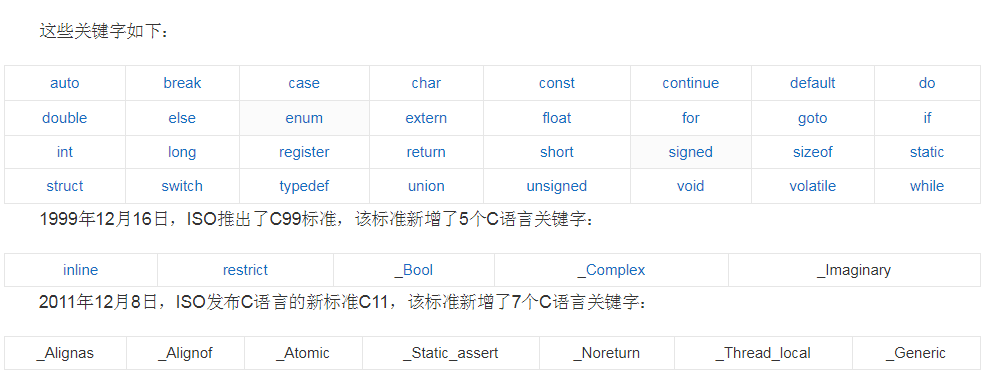 这些关键字如下：
auto break case char const continue default do
double else enum extern float for goto if
int long register return short signed sizeof static
struct switch typedef union unsigned void volatile while
1999年12月16日，ISO推出了C99标准，该标准新增了5个C语言关键字：
inline restrict _Bool _Complex _Imaginary
2011年12月8日，ISO发布C语言的新标准C11，该标准新增了7个C语言关键字：
_Alignas _Alignof _Atomic _Static_assert _Noreturn _Thread_local _Generic